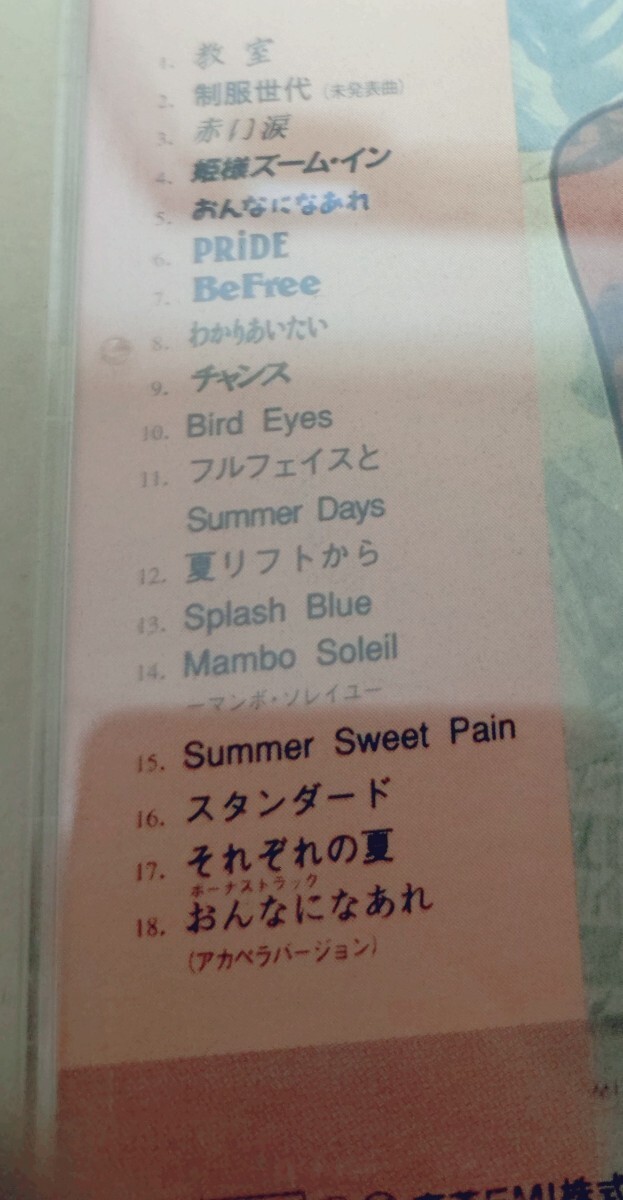 1. 教室
2. 制服世代(未発表曲)
3. 赤い涙
4. 姫様ズーム・イン
5. おんなになあれ
6. PRiDE
7. BeFree
8. わかりあいたい
9. チャンス
10. Bird Eyes
11. フルフェイスと
Summer Days
12. 夏リフトから
13. Splash Blue
14. Mambo Soleil
ーマンボ・ソレイユー
15. Summer Sweet Pain
16. スタンダード
17. それぞれの夏
ボーナストラック
18. おんなになあれ
(アカペラバージョン)
EMI株式